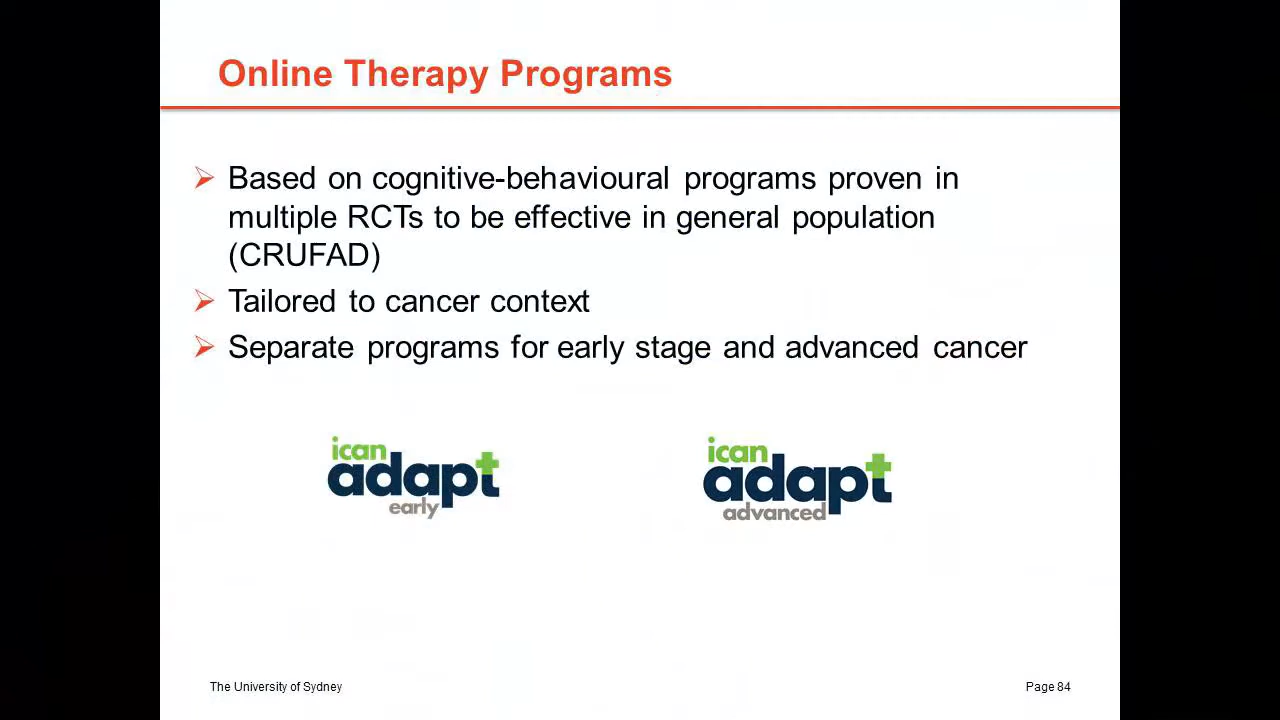 Online Therapy Programs
Based on cognitive-behavioural programs proven in
multiple RCTs to be effective in general population
(CRUFAD)
Tailored to cancer context
Separate programs for early stage and advanced cancer
ican
adapt
early
ican
adapt
advanced
The University of Sydney
Page 84